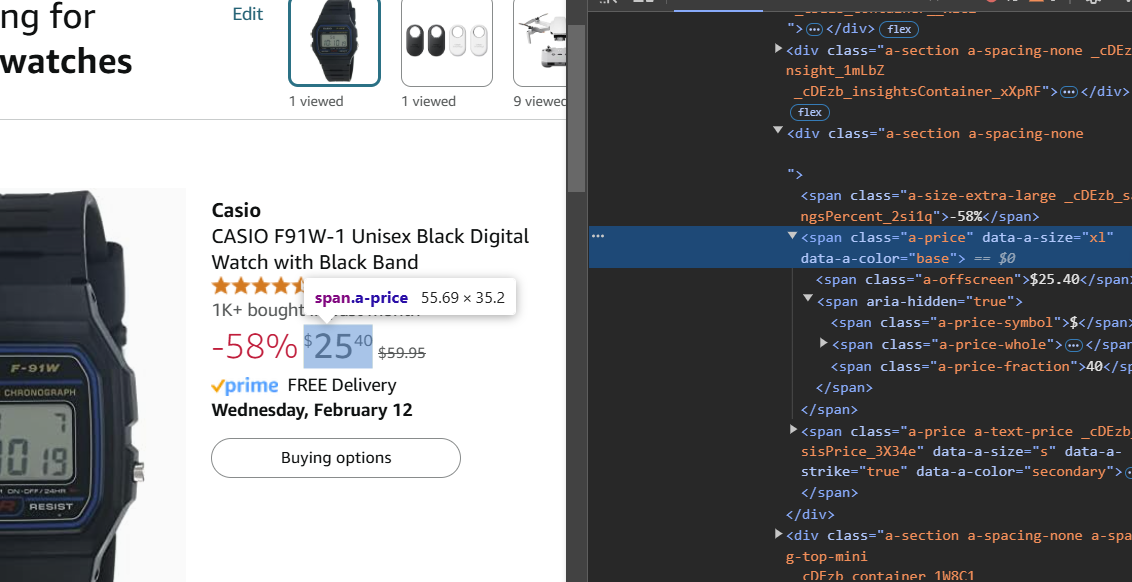 ng for
watches
Edit
1 viewed
1 viewed
9 viewed
Casio
CASIO F91W-1 Unisex Black Digital
Watch with Black Band
1K+ bought
span.a-price 55.69 × 35.2
-58% $25 40 $59.95
prime FREE Delivery
Wednesday, February 12
Buying options
F-91W
CHRONOGRAPH
ON-OFF/24HR
RESIST
"> </div> flex
<div class="a-section a-spacing-none _cDEz
nsight_1mLbZ
_cDEzb_insightsContainer_xXpRF"> </div>
flex
<div class="a-section a-spacing-none
">
<span class="a-size-extra-large _cDEzb_sa
ngsPercent_2si1q">-58%</span>
<span class="a-price" data-a-size="xl"
data-a-color="base"> == $0
<span class="a-offscreen">$25.40</span>
<span aria-hidden="true">
<span class="a-price-symbol">$</span>
<span class="a-price-whole"> </span>
<span class="a-price-fraction">40</sp
</span>
</span>
<span class="a-price a-text-price _cDEzb_
sisPrice_3X34e" data-a-size="s" data-a-
strike="true" data-a-color="secondary">
</span>
</div>
<div class="a-section a-spacing-none a-spa
g-top-mini
_cDEzb_container_1W8C1